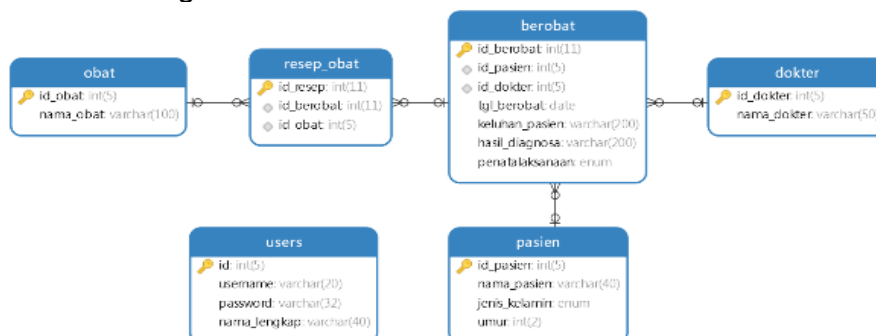 berobat
id_berobat: int(11)
id_pasien: int(5)
id_dokter: int(5)
tgl_berobat: date
keluhan_pasien: varchar(200)
hasil_diagnosa: varchar(200)
penatalaksanaan: enum
resep_obat
id_resep: int(11)
id_berobat: int(11)
id_obat: int(5)
obat
id_obat: int(5)
nama_obat: varchar(100)
dokter
id_dokter: int(5)
nama_dokter: varchar(50)
users
id: int(5)
username: varchar(20)
password: varchar(32)
nama_lengkap: varchar(40)
pasien
id_pasien: int(5)
nama_pasien: varchar(40)
jenis_kelamin: enum
umur: int(2)